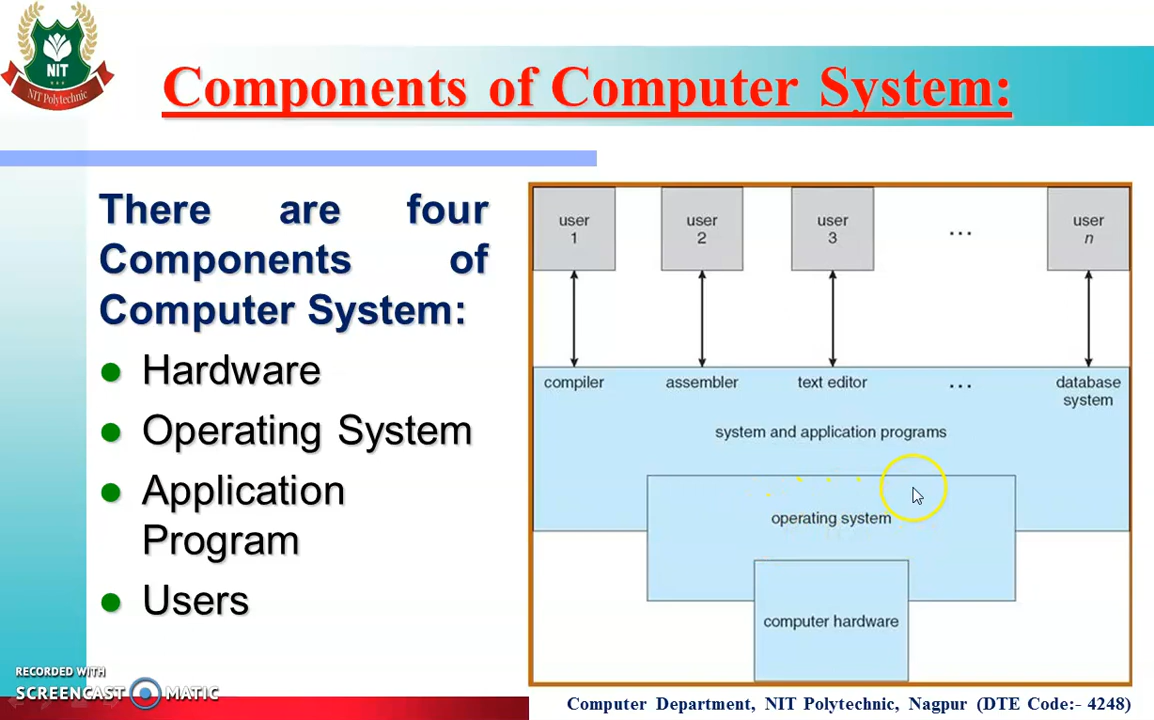 NIT
NIT Polytechnic
Components of Computer System:
There are four
Components of
Computer System:
Hardware
Operating System
Application
Program
Users
user
1
user
2
user
3
...
user
n
compiler
assembler
text editor
...
database
system
system and application programs
operating system
computer hardware
RECORDED WITH
SCREENCAST MATIC
Computer Department, NIT Polytechnic, Nagpur (DTE Code:- 4248)